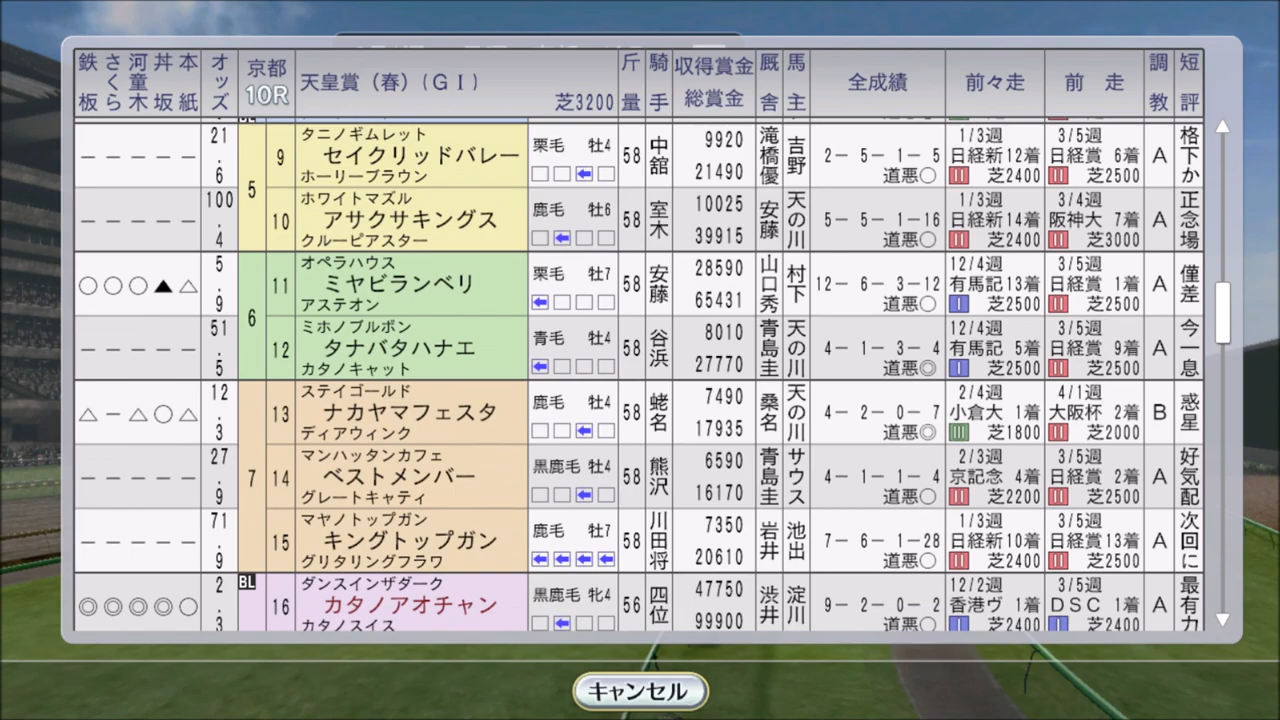 鉄板 さくら 河童木 丼坂 本紙 オッズ 京都10R 天皇賞（春）(ＧⅠ) 芝3200 斤量 騎手 収得賞金 総賞金 厩舎 馬主 全成績 前々走 前走 調教 短評
BL
－ － － － － 21.6 5 9 タニノギムレット 栗毛 牡4 58 中舘 9920 滝橋優 吉野 2－ 5－ 1－ 5 1/3週 3/5週 A 格下か
セイクリッドバレー 日経新12着 日経賞 6着
ホーリーブラウン 21490 道悪○ II 芝2400 II 芝2500
－ － － － － 100.4 10 ホワイトマズル 鹿毛 牡6 58 室木 10025 安藤 天の川 5－ 5－ 1－16 1/3週 3/4週 A 正念場
アサクサキングス 日経新14着 阪神大 7着
クルーピアスター 39915 道悪○ II 芝2400 II 芝3000
○ ○ ○ ▲ △ 5.9 6 11 オペラハウス 栗毛 牡7 58 安藤 28590 山口秀 村下 12－ 6－ 3－12 12/4週 3/5週 A 僅差
ミヤビランベリ 有馬記13着 日経賞 1着
アステオン 65431 道悪○ I 芝2500 II 芝2500
－ － － － － 51.5 12 ミホノブルボン 青毛 牡4 58 谷浜 8010 青島圭 天の川 4－ 1－ 3－ 4 12/4週 3/5週 A 今一息
タナバタハナエ 有馬記 5着 日経賞 9着
カタノキャット 27770 道悪◎ I 芝2500 II 芝2500
△ － △ ○ △ 12.3 7 13 ステイゴールド 鹿毛 牡4 58 蛯名 7490 桑名 天の川 4－ 2－ 0－ 7 2/4週 4/1週 B 惑星
ナカヤマフェスタ 小倉大 1着 大阪杯 2着
ディアウィンク 17935 道悪◎ III 芝1800 II 芝2000
－ － － － － 27.9 14 マンハッタンカフェ 黒鹿毛 牡4 58 熊沢 6590 青島圭 サウス 4－ 1－ 1－ 4 2/3週 3/5週 A 好気配
ベストメンバー 京記念 4着 日経賞 2着
グレートキャティ 16170 道悪○ II 芝2200 II 芝2500
－ － － － － 71.9 15 マヤノトップガン 鹿毛 牡7 58 川田将 7350 岩井 池出 7－ 6－ 1－28 1/3週 3/5週 A 次回に
キングトップガン 日経新10着 日経賞13着
グリタリングフラワ 20610 道悪○ II 芝2400 II 芝2500
◎ ◎ ◎ ◎ ○ 2.3 BL 16 ダンスインザダーク 黒鹿毛 牝4 56 四位 47750 渋井 淀川 9－ 2－ 0－ 2 12/2週 3/5週 A 最有力
カタノアオチャン 香港ヴ 1着 ＤＳＣ 1着
カタノスイス 99900 道悪○ I 芝2400 I 芝2400
キャンセル